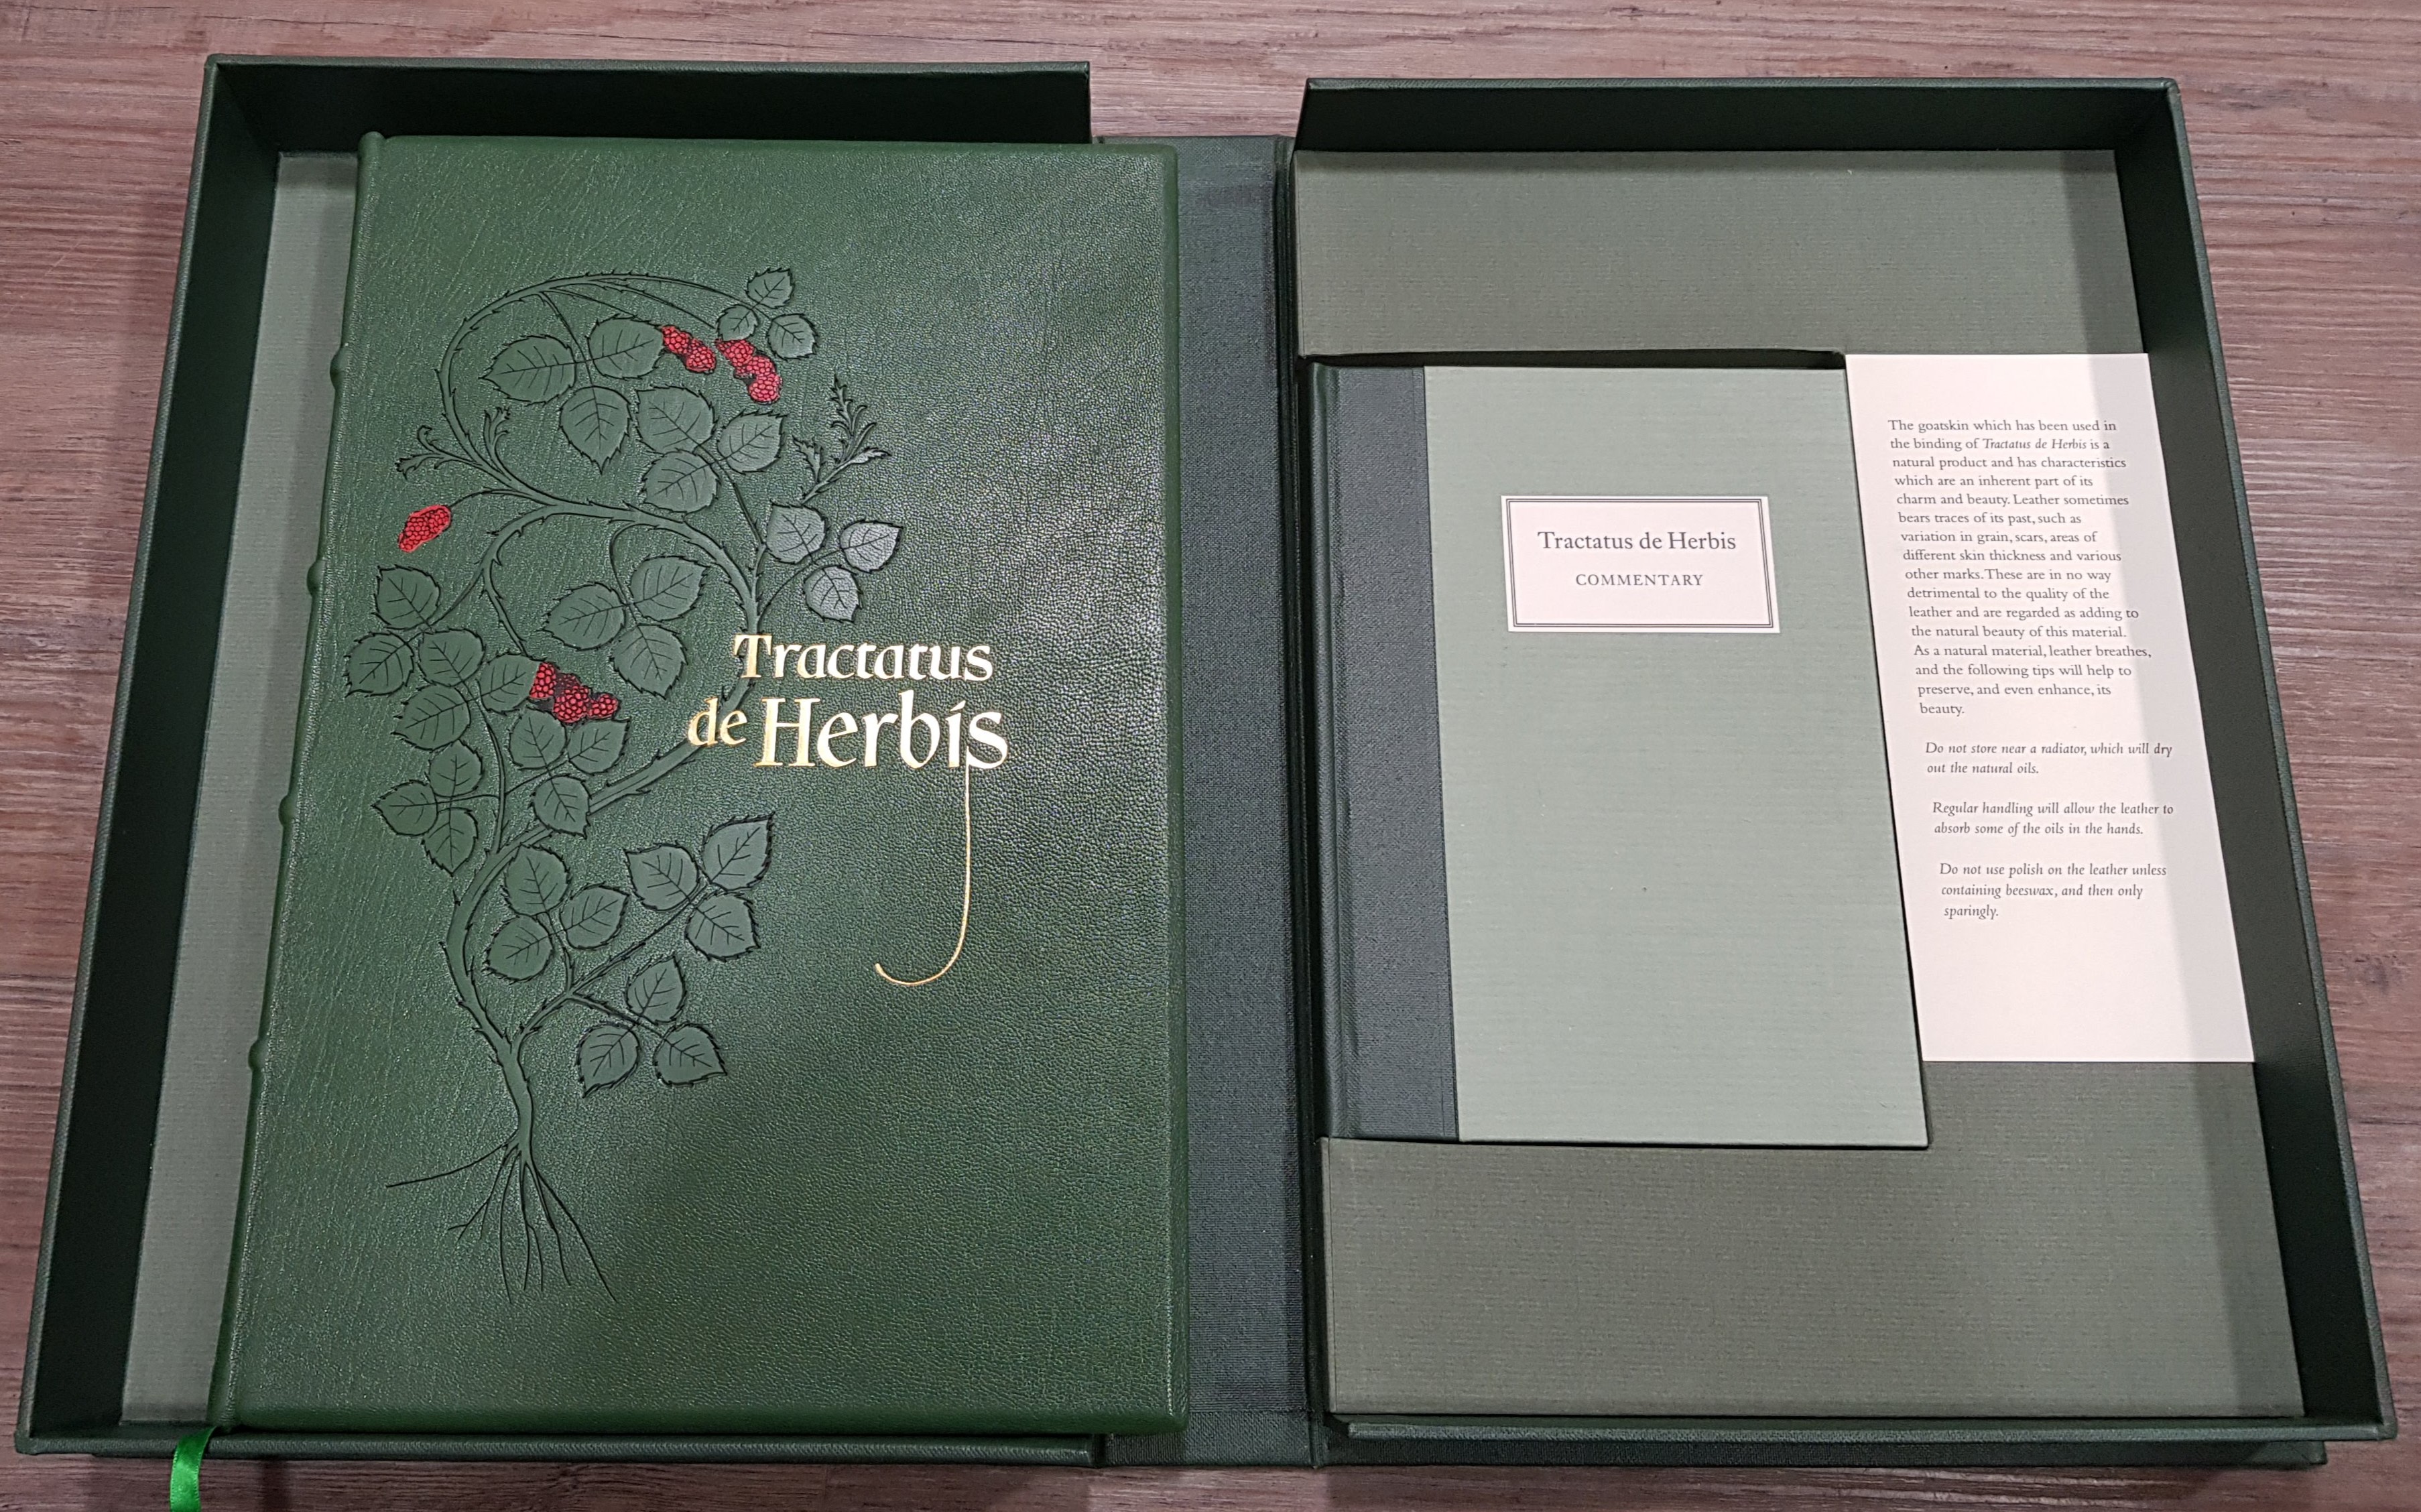 Tractatus
de Herbis
Tractatus de Herbis
COMMENTARY
The goatskin which has been used in
the binding of Tractatus de Herbis is a
natural product and has characteristics
which are an inherent part of its
charm and beauty. Leather sometimes
bears traces of its past, such as
variation in grain, scars, areas of
different skin thickness and various
other marks. These are in no way
detrimental to the quality of the
leather and are regarded as adding to
the natural beauty of this material.
As a natural material, leather breathes,
and the following tips will help to
preserve, and even enhance, its
beauty.
Do not store near a radiator, which will dry
out the natural oils.
Regular handling will allow the leather to
absorb some of the oils in the hands.
Do not use polish on the leather unless
containing beeswax, and then only
sparingly.